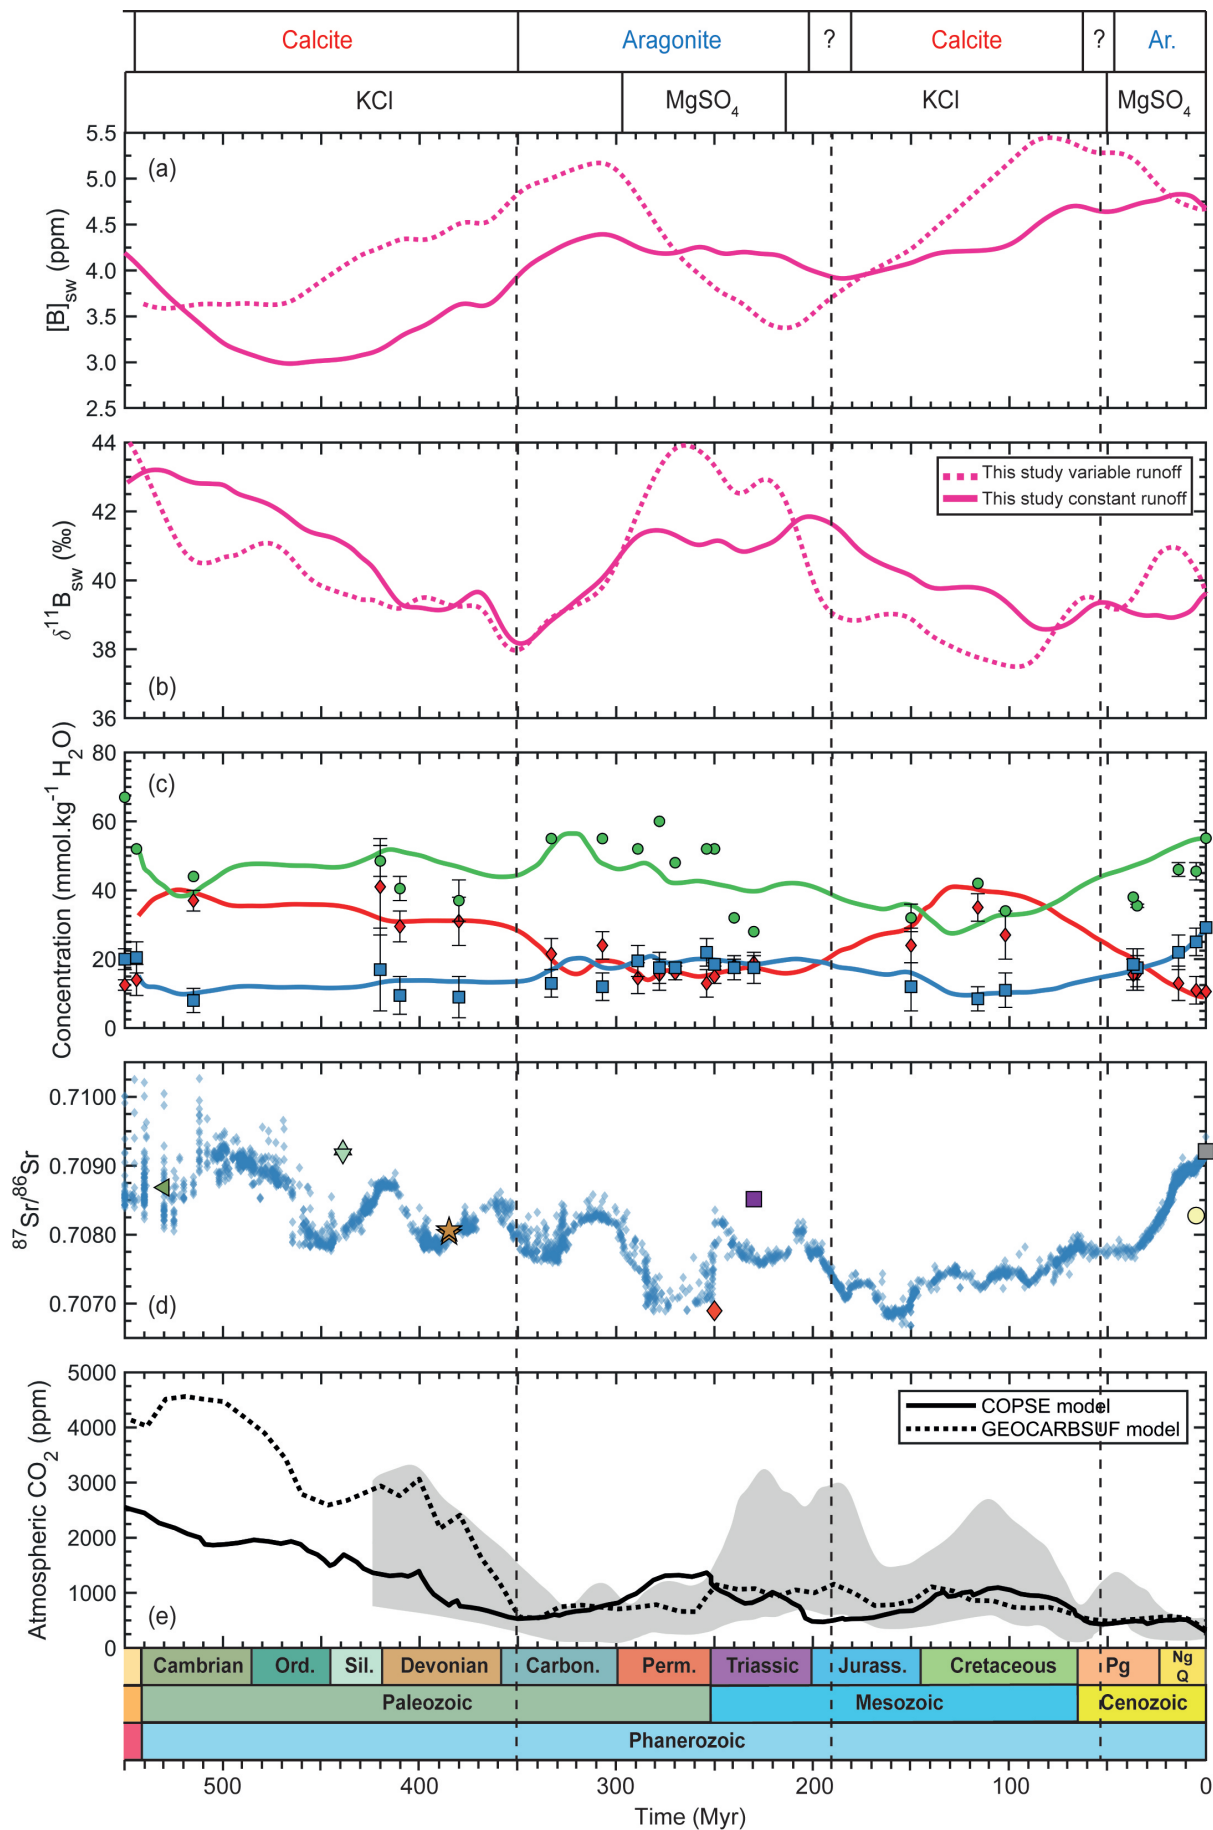 Calcite Aragonite ? Calcite ? Ar.
KCl MgSO4 KCl MgSO4
(a)
[B]sw (ppm)
5.5
5.0
4.5
4.0
3.5
3.0
2.5
(b)
δ11Bsw (‰)
44
42
40
38
36
This study variable runoff
This study constant runoff
(c)
Concentration (mmol.kg-1 H2O)
80
60
40
20
0
(d)
87Sr/86Sr
0.7100
0.7090
0.7080
0.7070
(e)
Atmospheric CO2 (ppm)
5000
4000
3000
2000
1000
0
COPSE model
GEOCARBSUF model
Cambrian Ord. Sil. Devonian Carbon. Perm. Triassic Jurass. Cretaceous Pg Ng
Q
Paleozoic Mesozoic Cenozoic
Phanerozoic
500 400 300 200 100 0
Time (Myr)